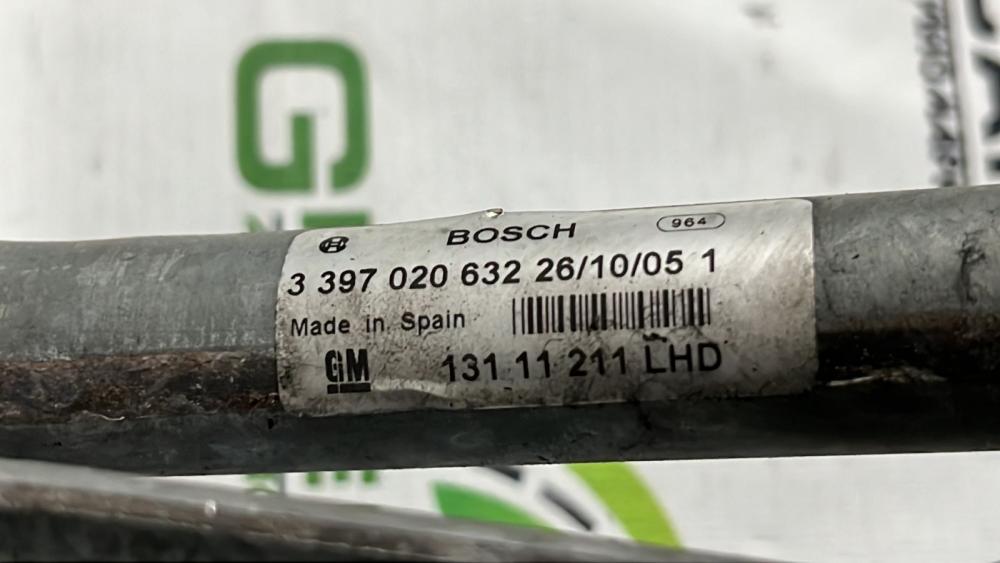 G
BOSCH 964
3 397 020 632 26/10/05 1
Made in Spain
GM 131 11 211 LHD